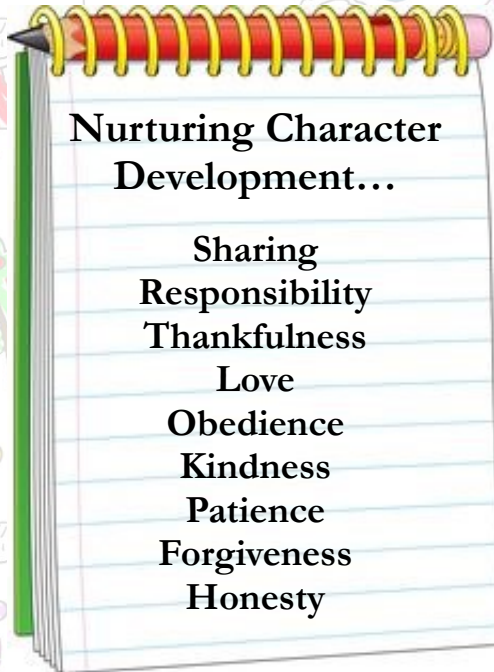 Nurturing Character
Development…
Sharing
Responsibility
Thankfulness
Love
Obedience
Kindness
Patience
Forgiveness
Honesty